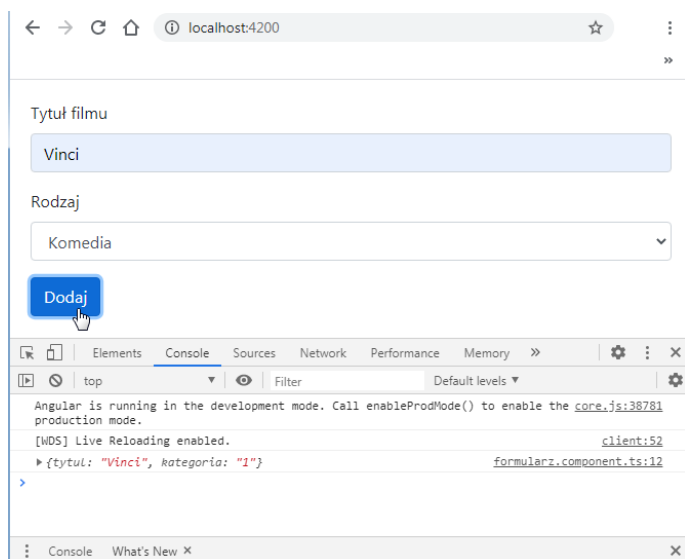 localhost:4200
»
Tytuł filmu
Vinci
Rodzaj
Komedia
Dodaj
Elements Console Sources Network Performance Memory »
top Filter Default levels ▼
Angular is running in the development mode. Call enableProdMode() to enable the core.js:38781
production mode.
[WDS] Live Reloading enabled. client:52
{tytul: "Vinci", kategoria: "1"} formularz.component.ts:12
>
Console What's New ×